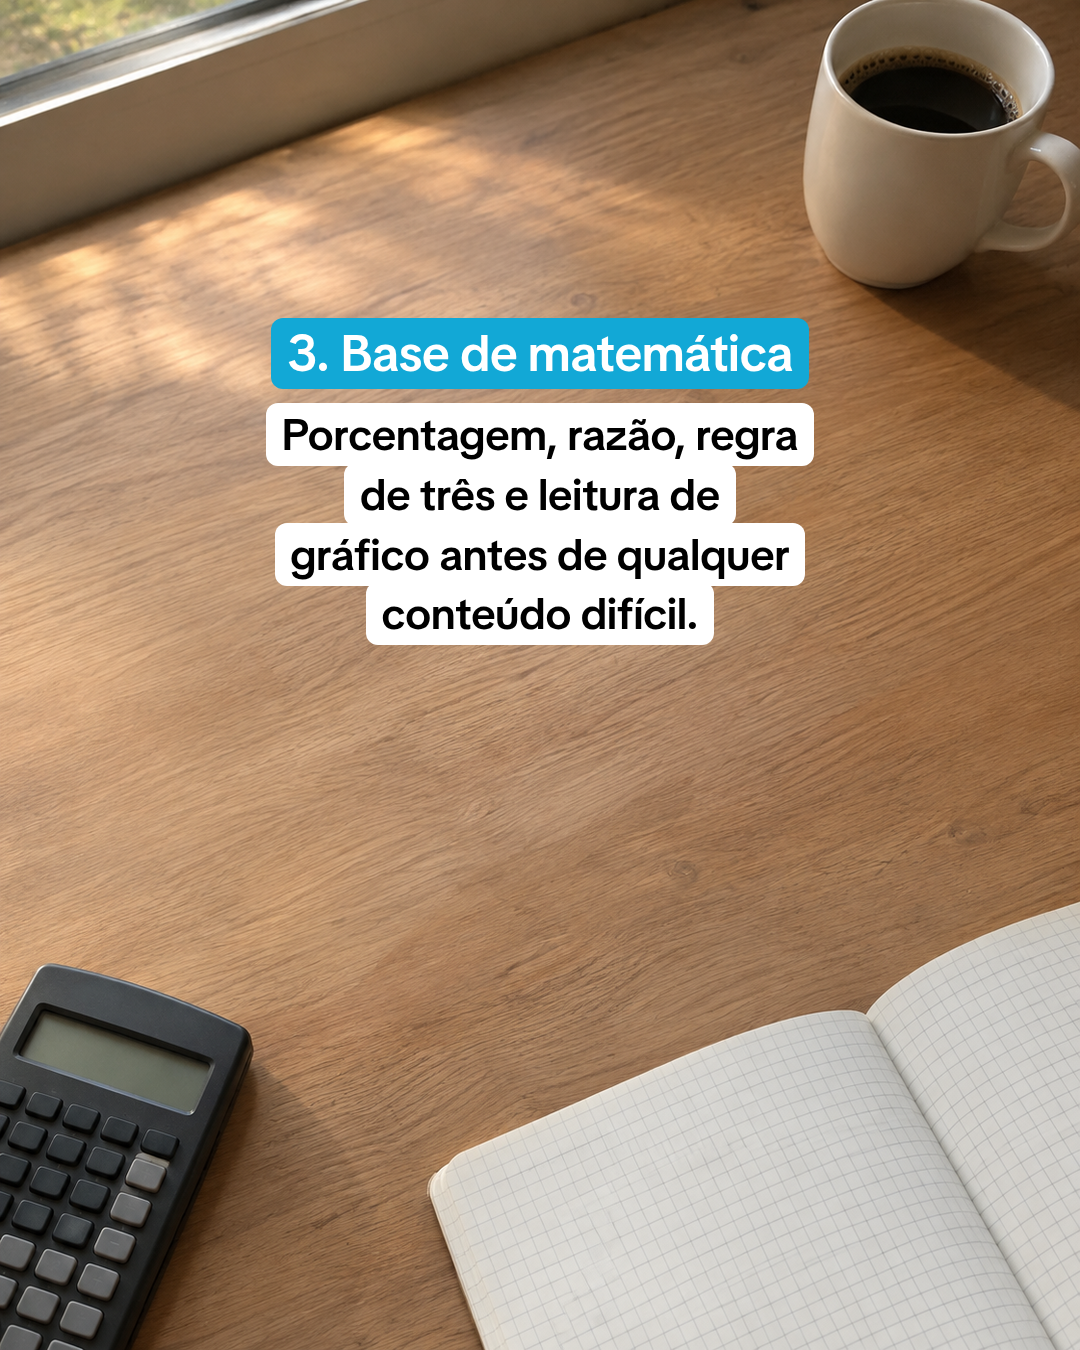 3. Base de matemática
Porcentagem, razão, regra
de três e leitura de
gráfico antes de qualquer
conteúdo difícil.